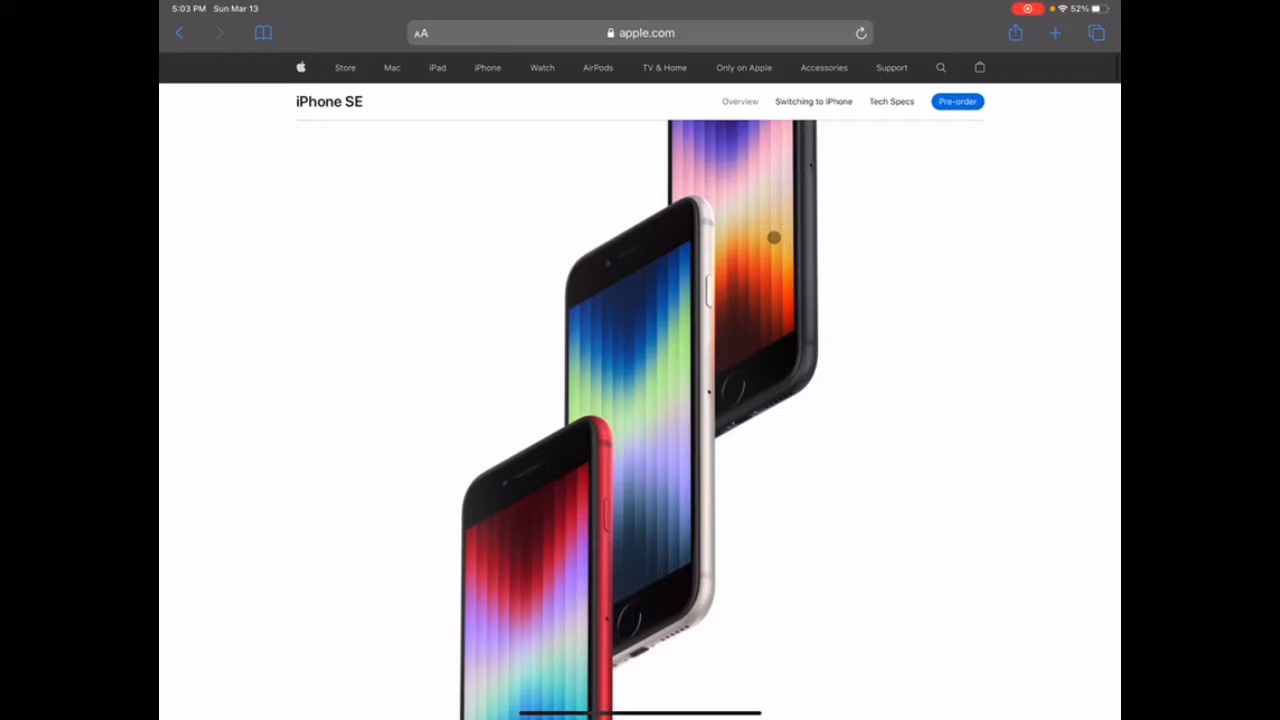 5:03 PM Sun Mar 13 52%
AA apple.com
Store Mac iPad iPhone Watch AirPods TV & Home Only on Apple Accessories Support
iPhone SE Overview Switching to iPhone Tech Specs Pre-order